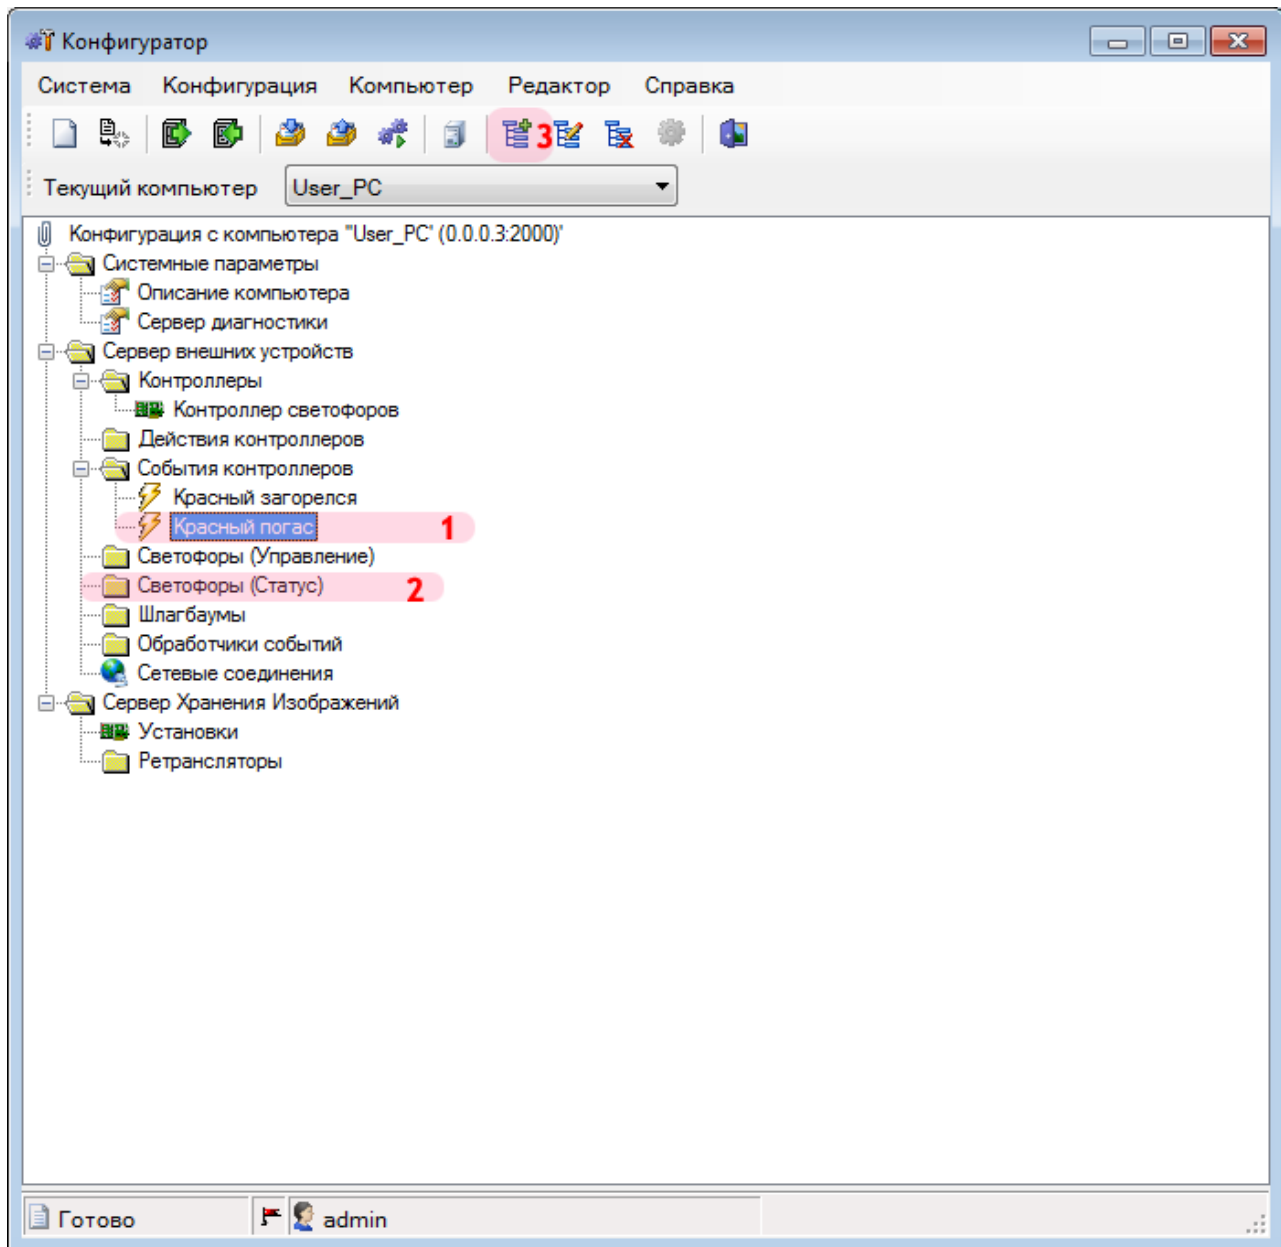 Конфигуратор
Система Конфигурация Компьютер Редактор Справка
3
Текущий компьютер User_PC
Конфигурация с компьютера "User_PC' (0.0.0.3:2000)'
Системные параметры
Описание компьютера
Сервер диагностики
Сервер внешних устройств
Контроллеры
Контроллер светофоров
Действия контроллеров
События контроллеров
Красный загорелся
Красный погас 1
Светофоры (Управление)
Светофоры (Статус) 2
Шлагбаумы
Обработчики событий
Сетевые соединения
Сервер Хранения Изображений
Установки
Ретрансляторы
Готово admin